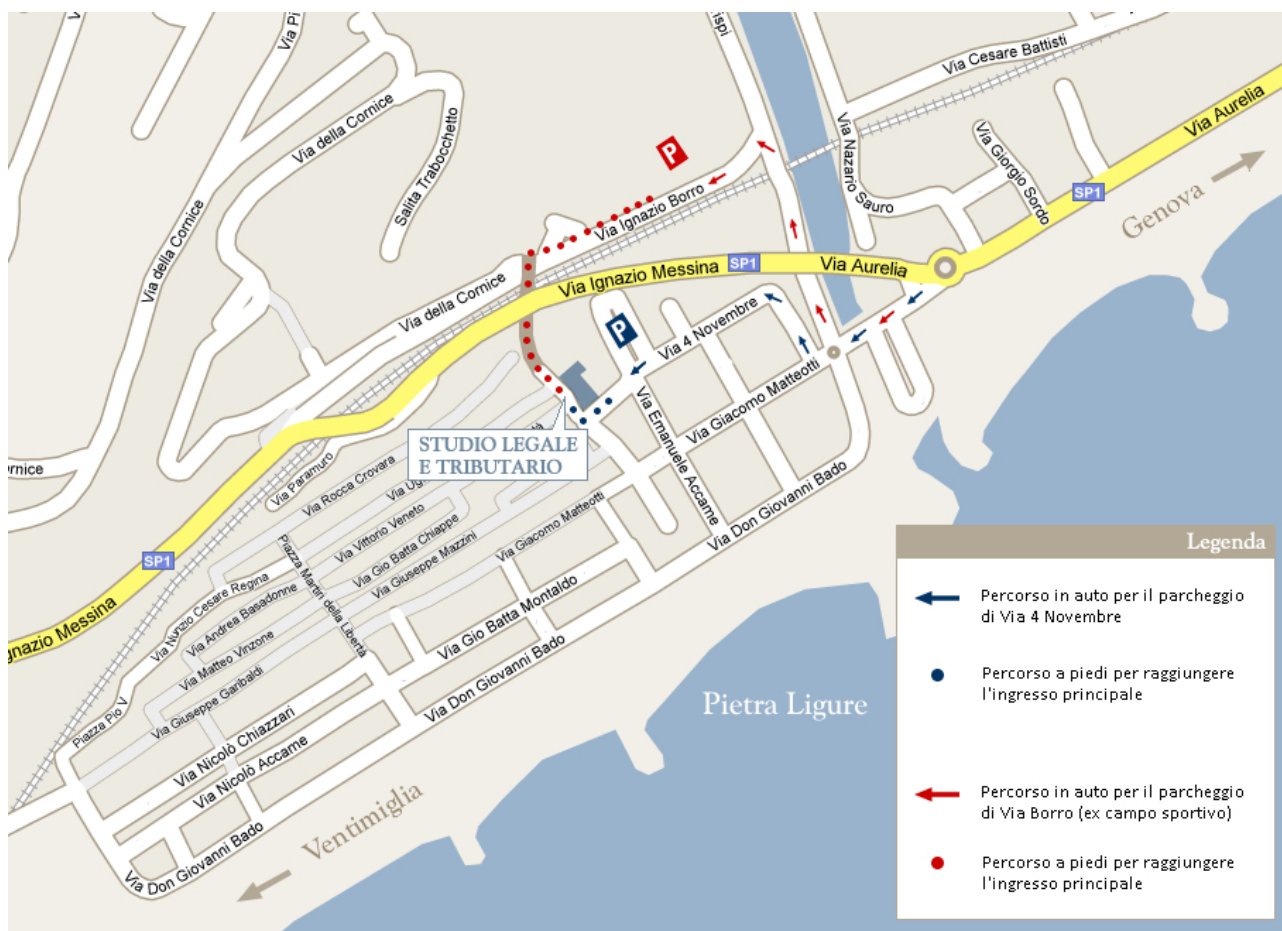 Via Pi
ispi
Via Cesare Battisti
Via Aurelia
Via della Cornice
Salita Trabocchetto
P
Via Nazario Sauro
Via Giorgio Sordo
SP1
Genova
Via della Cornice
Via Ignazio Borro
Via Ignazio Messina
SP1
Via Aurelia
Via della Cornice
P
Via 4 Novembre
Via Giacomo Matteotti
Via Emanuele Accame
STUDIO LEGALE
E TRIBUTARIO
rnice
Via Paramuro
Via Rocca Crovara
Via Ug
Via Vittorio Veneto
Via Gio Batta Chiappe
Via Giuseppe Mazzini
Via Giacomo Matteotti
Via Don Giovanni Bado
SP1
gnazio Messina
Piazza Martiri della Libertà
Via Nunzio Cesare Regina
Via Andrea Basadonne
Via Matteo Vinzone
Via Giuseppe Garibaldi
Piazza Pio V
Via Gio Batta Montaldo
Via Don Giovanni Bado
Via Nicolò Chiazzari
Via Nicolò Accame
Via Don Giovanni Bado
Ventimiglia
Pietra Ligure
Legenda
Percorso in auto per il parcheggio
di Via 4 Novembre
Percorso a piedi per raggiungere
l'ingresso principale
Percorso in auto per il parcheggio
di Via Borro (ex campo sportivo)
Percorso a piedi per raggiungere
l'ingresso principale